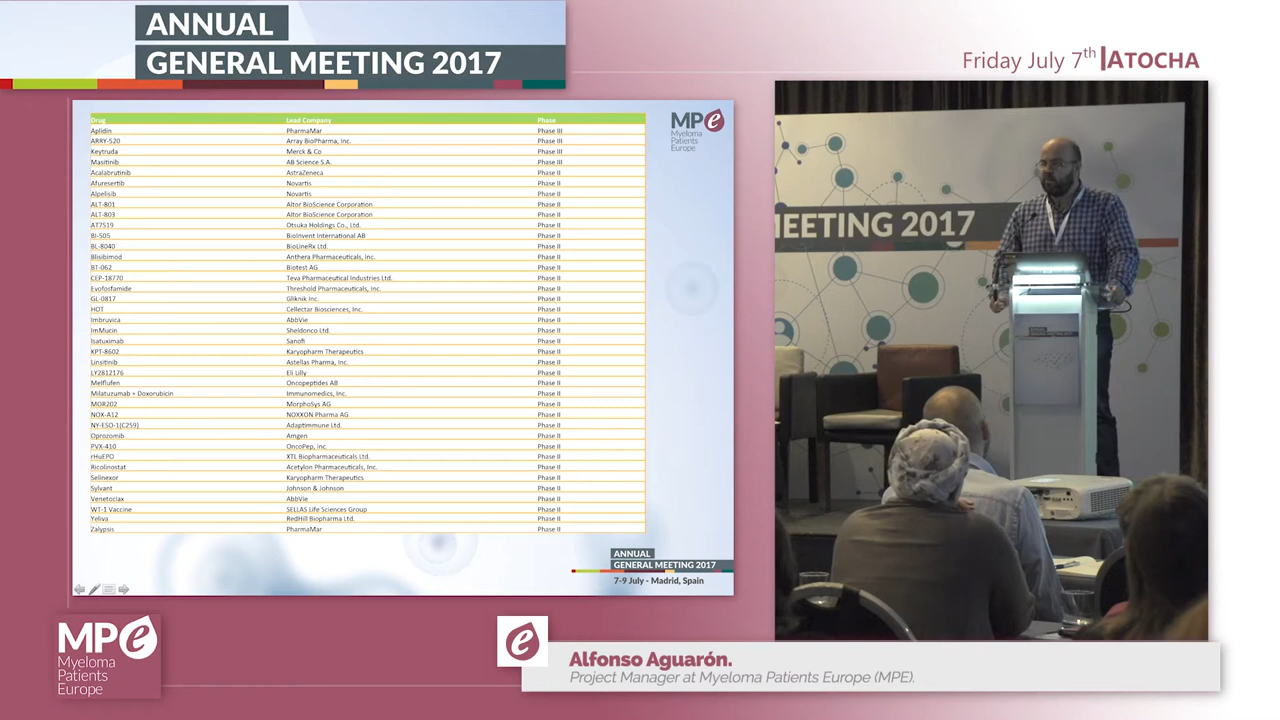 ANNUAL
GENERAL MEETING 2017
Friday July 7th | ATOCHA
MPe
Myeloma
Patients
Europe
Drug Lead Company Phase
Aplidin PharmaMar Phase III
ARRY-520 Array BioPharma, Inc. Phase III
Keytruda Merck & Co Phase III
Masitinib AB Science S.A. Phase III
Acalabrutinib AstraZeneca Phase II
Afuresertib Novartis Phase II
Alpelisib Novartis Phase II
ALT-801 Altor BioScience Corporation Phase II
ALT-803 Altor BioScience Corporation Phase II
AT7519 Otsuka Holdings Co., Ltd. Phase II
BI-505 BioInvent International AB Phase II
BL-8040 BioLineRx Ltd. Phase II
Blisibimod Anthera Pharmaceuticals, Inc. Phase II
BT-062 Biotest AG Phase II
CEP-18770 Teva Pharmaceutical Industries Ltd. Phase II
Evofosfamide Threshold Pharmaceuticals, Inc. Phase II
GL-0817 Gliknik Inc. Phase II
HOT Cellectar Biosciences, Inc. Phase II
Imbruvica AbbVie Phase II
ImMucin Sheldonco Ltd. Phase II
Isatuximab Sanofi Phase II
KPT-8602 Karyopharm Therapeutics Phase II
Linsitinib Astellas Pharma, Inc. Phase II
LY2812176 Eli Lilly Phase II
Melflufen Oncopeptides AB Phase II
Milatuzumab + Doxorubicin Immunomedics, Inc. Phase II
MOR202 MorphoSys AG Phase II
NOX-A12 NOXXON Pharma AG Phase II
NY-ESO-1(C259) Adaptimmune Ltd. Phase II
Oprozomib Amgen Phase II
PVX-410 OncoPep, Inc. Phase II
rHuEPO XTL Biopharmaceuticals Ltd. Phase II
Ricolinostat Acetylon Pharmaceuticals, Inc. Phase II
Selinexor Karyopharm Therapeutics Phase II
Sylvant Johnson & Johnson Phase II
Venetoclax AbbVie Phase II
WT-1 Vaccine SELLAS Life Sciences Group Phase II
Yeliva RedHill Biopharma Ltd. Phase II
Zalypsis PharmaMar Phase II
ANNUAL
GENERAL MEETING 2017
7-9 July - Madrid, Spain
MEETING 2017
MPe
Myeloma
Patients
Europe
e
Alfonso Aguarón.
Project Manager at Myeloma Patients Europe (MPE).